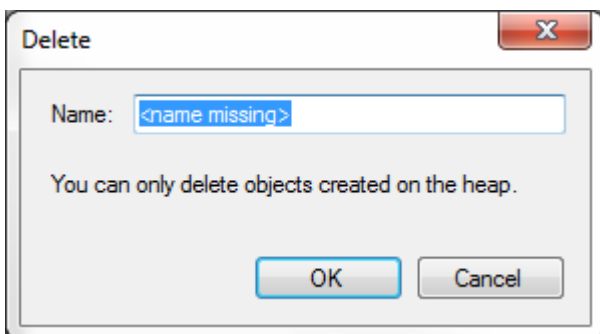 Delete
Name: <name missing>
You can only delete objects created on the heap.
OK Cancel